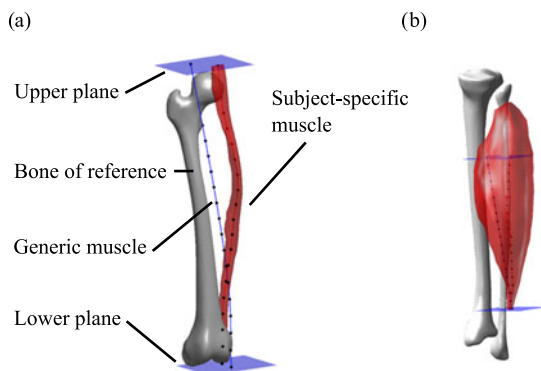 (a)
(b)
Upper plane
Subject-specific
muscle
Bone of reference
Generic muscle
Lower plane